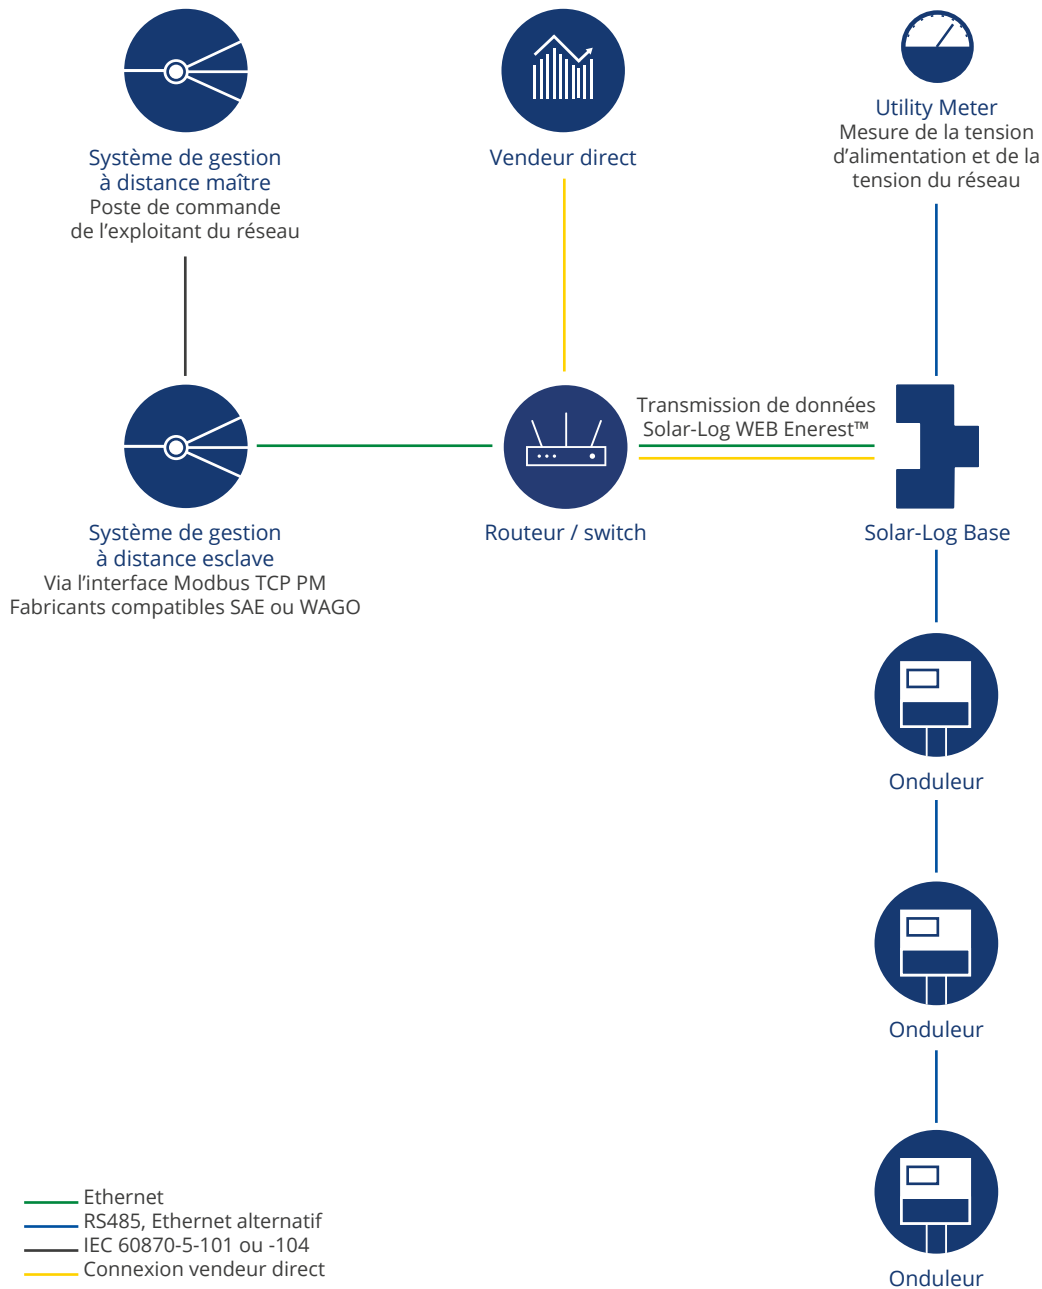 Système de gestion
à distance maître
Poste de commande
de l’exploitant du réseau
Vendeur direct
Utility Meter
Mesure de la tension
d’alimentation et de la
tension du réseau
Transmission de données
Solar-Log WEB Enerest™
Système de gestion
à distance esclave
Via l’interface Modbus TCP PM
Fabricants compatibles SAE ou WAGO
Routeur / switch
Solar-Log Base
Onduleur
Onduleur
Onduleur
Ethernet
RS485, Ethernet alternatif
IEC 60870-5-101 ou -104
Connexion vendeur direct